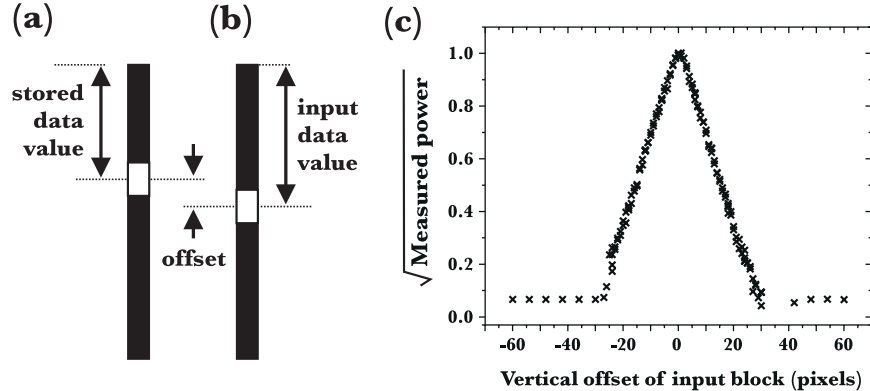 (a)
(b)
(c)
stored
data
value
input
data
value
offset
√Measured power
1.0
0.8
0.6
0.4
0.2
0.0
-60 -40 -20 0 20 40 60
Vertical offset of input block (pixels)